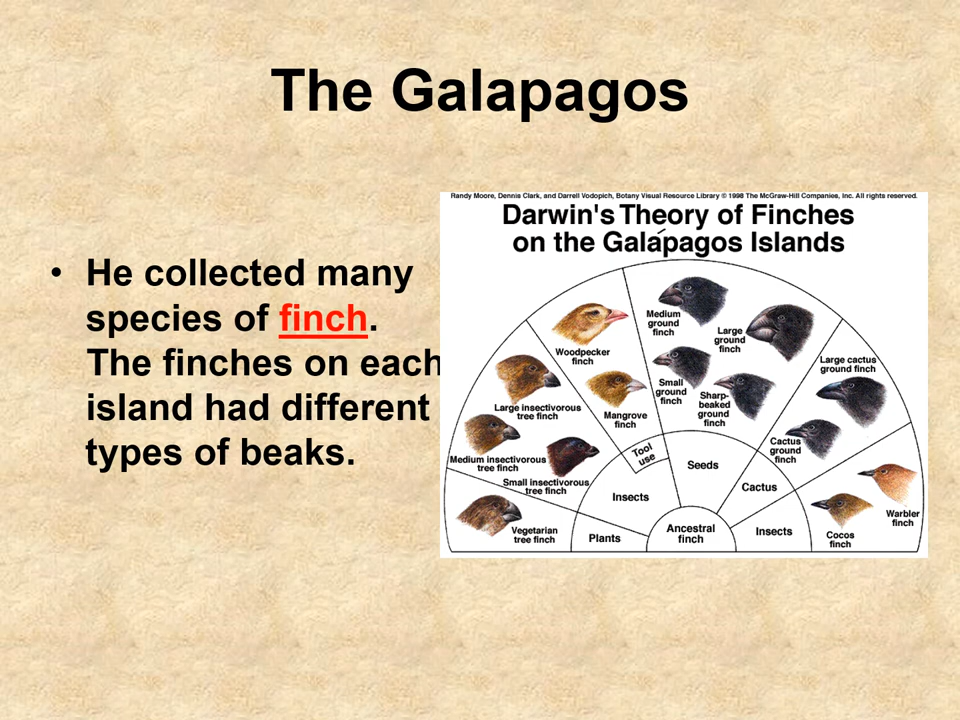 The Galapagos
• He collected many
species of finch.
The finches on each
island had different
types of beaks.
Randy Moore, Dennis Clark, and Darrell Vodopich, Botany Visual Resource Library © 1998 The McGraw-Hill Companies, Inc. All rights reserved.
Darwin's Theory of Finches
on the Galapagos Islands
Woodpecker
finch
Medium
ground
finch
Large
ground
finch
Large cactus
ground finch
Large insectivorous
tree finch
Mangrove
finch
Small
ground
finch
Sharp-
beaked
ground
finch
Cactus
ground
finch
Medium insectivorous
tree finch
Small insectivorous
tree finch
Tool
use
Seeds
Cactus
Insects
Vegetarian
tree finch
Plants
Ancestral
finch
Insects
Cocos
finch
Warbler
finch